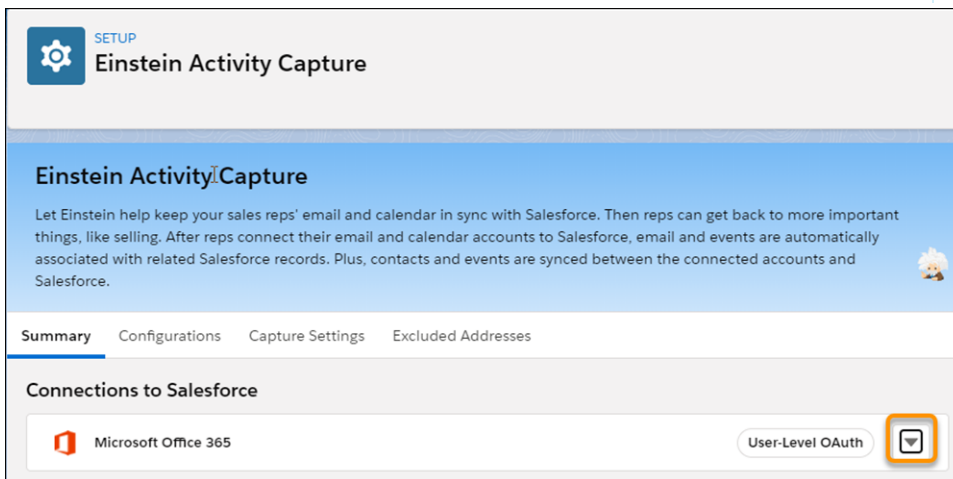 SETUP
Einstein Activity Capture
Einstein Activity Capture
Let Einstein help keep your sales reps' email and calendar in sync with Salesforce. Then reps can get back to more important
things, like selling. After reps connect their email and calendar accounts to Salesforce, email and events are automatically
associated with related Salesforce records. Plus, contacts and events are synced between the connected accounts and
Salesforce.
Summary Configurations Capture Settings Excluded Addresses
Connections to Salesforce
Microsoft Office 365 User-Level OAuth